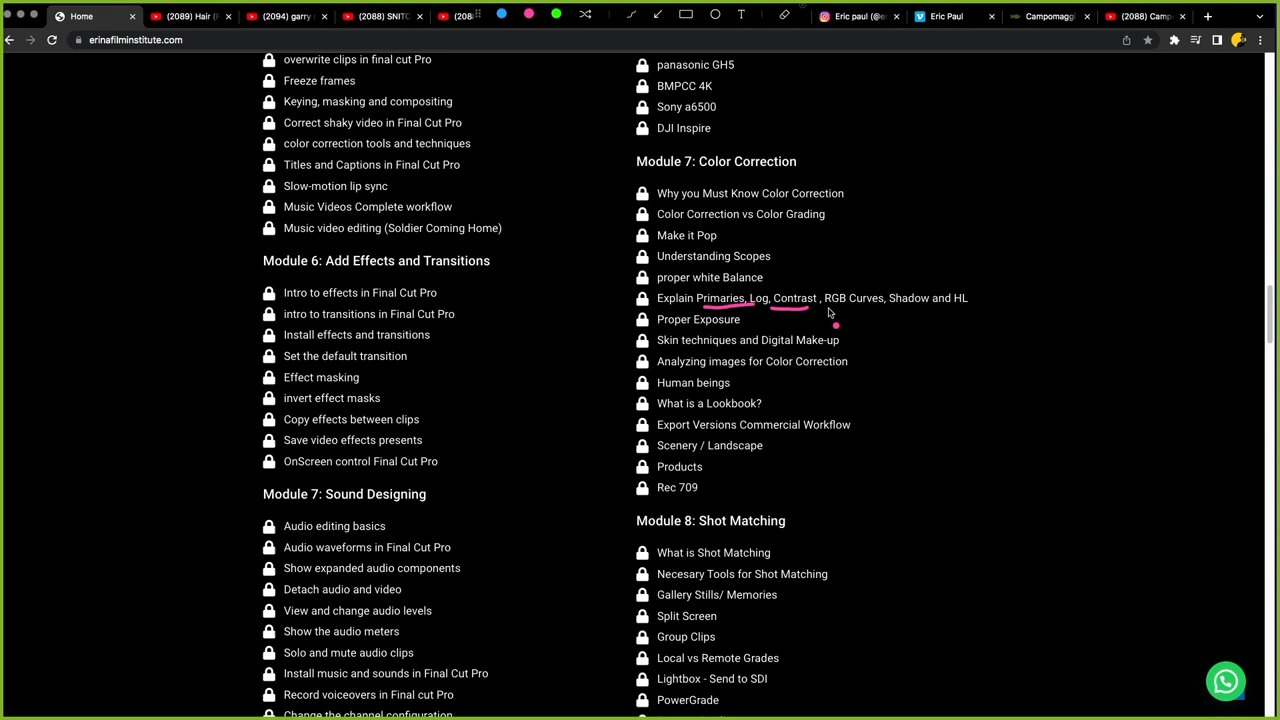 Home
(2089) Hair (F
(2094) garry
(2088) SNITC
(208
T
Eric paul (@e
Eric Paul
Campomagg
(2088) Camp
erinafilminstitute.com
overwrite clips in final cut Pro
Freeze frames
Keying, masking and compositing
Correct shaky video in Final Cut Pro
color correction tools and techniques
Titles and Captions in Final Cut Pro
Slow-motion lip sync
Music Videos Complete workflow
Music video editing (Soldier Coming Home)
Module 6: Add Effects and Transitions
Intro to effects in Final Cut Pro
intro to transitions in Final Cut Pro
Install effects and transitions
Set the default transition
Effect masking
invert effect masks
Copy effects between clips
Save video effects presents
OnScreen control Final Cut Pro
Module 7: Sound Designing
Audio editing basics
Audio waveforms in Final Cut Pro
Show expanded audio components
Detach audio and video
View and change audio levels
Show the audio meters
Solo and mute audio clips
Install music and sounds in Final Cut Pro
Record voiceovers in Final cut Pro
Change the channel configuration
panasonic GH5
BMPCC 4K
Sony a6500
DJI Inspire
Module 7: Color Correction
Why you Must Know Color Correction
Color Correction vs Color Grading
Make it Pop
Understanding Scopes
proper white Balance
Explain Primaries, Log, Contrast , RGB Curves, Shadow and HL
Proper Exposure
Skin techniques and Digital Make-up
Analyzing images for Color Correction
Human beings
What is a Lookbook?
Export Versions Commercial Workflow
Scenery / Landscape
Products
Rec 709
Module 8: Shot Matching
What is Shot Matching
Necesary Tools for Shot Matching
Gallery Stills/ Memories
Split Screen
Group Clips
Local vs Remote Grades
Lightbox - Send to SDI
PowerGrade